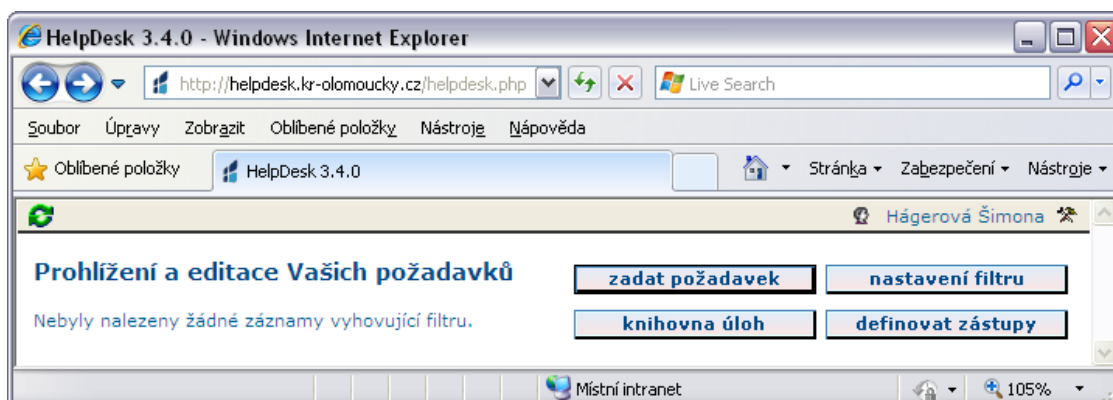 HelpDesk 3.4.0 - Windows Internet Explorer
http://helpdesk.kr-olomoucky.cz/helpdesk.php Live Search
Soubor Úpravy Zobrazit Oblíbené položky Nástroje Nápověda
Oblíbené položky HelpDesk 3.4.0 Stránka Zabezpečení Nástroje
Hágerová Šimona
Prohlížení a editace Vašich požadavků zadat požadavek nastavení filtru
Nebyly nalezeny žádné záznamy vyhovující filtru. knihovna úloh definovat zástupy
Místní intranet 105%